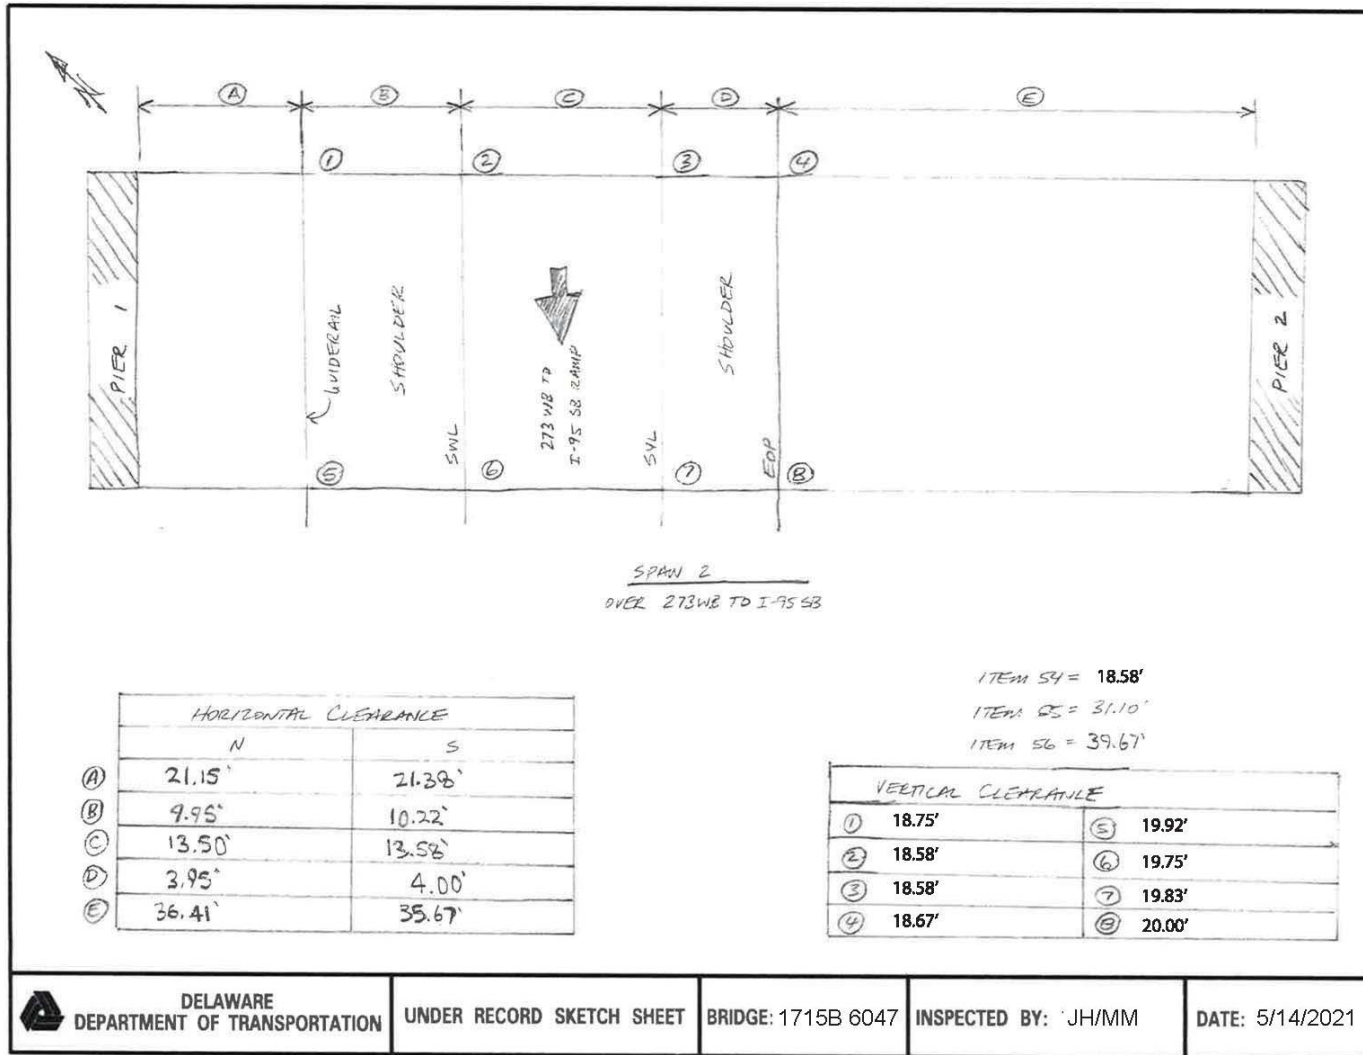 N
A B C D E
1 2 3 4
PIER 1
GUIDERAIL
SHOULDER
SWL
273 WB TO
I-95 SB RAMP
SYL
SHOULDER
EOP
PIER 2
5 6 7 8
SPAN 2
OVER 273WB TO I-95 SB
ITEM 54 = 18.58'
ITEM 55 = 31.10'
ITEM 56 = 39.67'
HORIZONTAL CLEARANCE
N S
A 21.15' 21.38'
B 9.95' 10.22'
C 13.50' 13.58'
D 3.95' 4.00'
E 36.41' 35.67'
VERTICAL CLEARANCE
1 18.75' 5 19.92'
2 18.58' 6 19.75'
3 18.58' 7 19.83'
4 18.67' 8 20.00'
DELAWARE
DEPARTMENT OF TRANSPORTATION
UNDER RECORD SKETCH SHEET
BRIDGE: 1715B 6047
INSPECTED BY: JH/MM
DATE: 5/14/2021